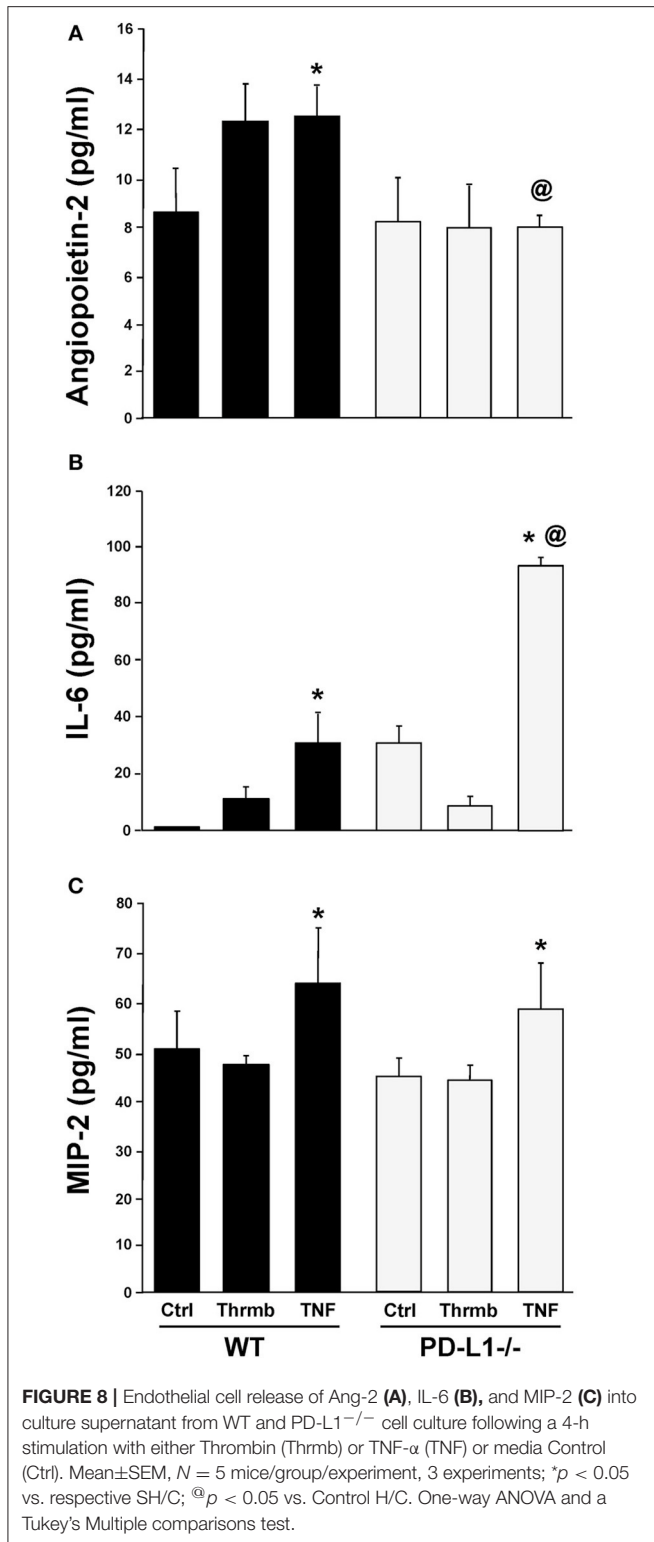 A
Angiopoietin-2 (pg/ml)
16
14
12
10
8
6
4
2
0
*
@
B
IL-6 (pg/ml)
120
100
80
60
40
20
0
*
* @
C
MIP-2 (pg/ml)
80
70
60
50
40
30
20
10
0
*
*
Ctrl Thrmb TNF Ctrl Thrmb TNF
WT PD-L1-/-
FIGURE 8 | Endothelial cell release of Ang-2 (A), IL-6 (B), and MIP-2 (C) into
culture supernatant from WT and PD-L1−/− cell culture following a 4-h
stimulation with either Thrombin (Thrmb) or TNF-α (TNF) or media Control
(Ctrl). Mean±SEM, N = 5 mice/group/experiment, 3 experiments; *p < 0.05
vs. respective SH/C; @p < 0.05 vs. Control H/C. One-way ANOVA and a
Tukey's Multiple comparisons test.